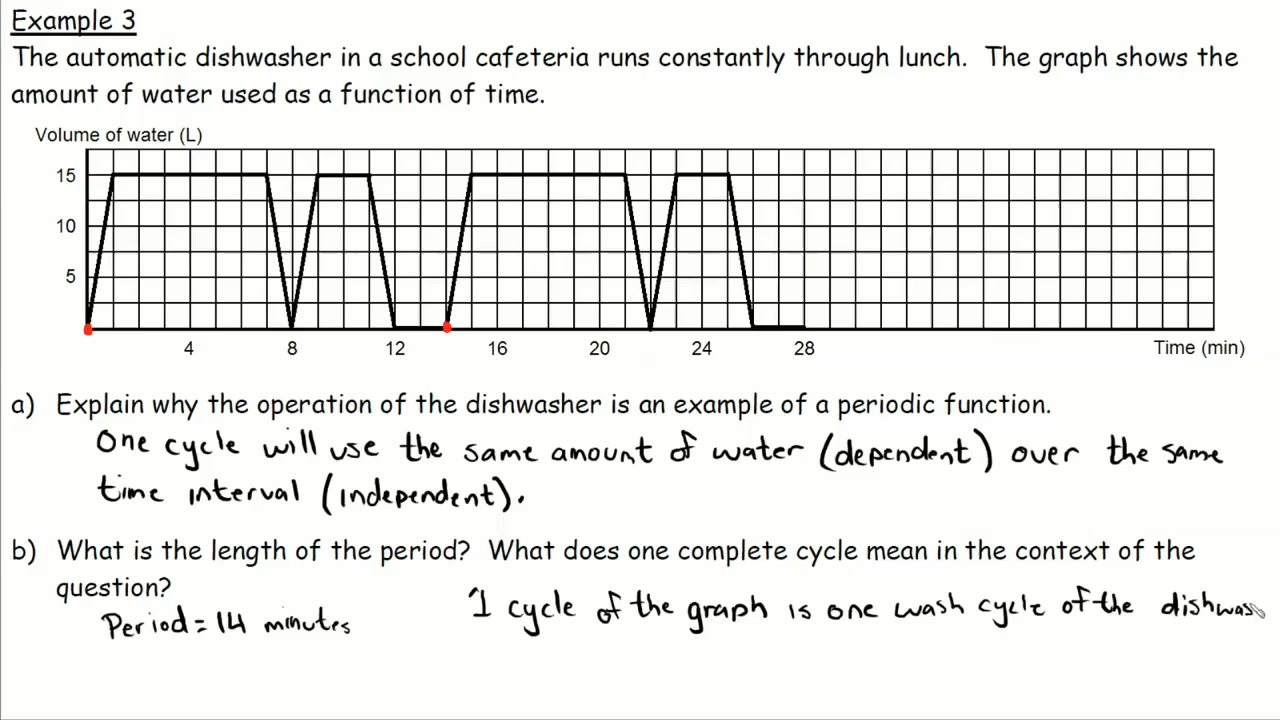 Example 3
The automatic dishwasher in a school cafeteria runs constantly through lunch. The graph shows the
amount of water used as a function of time.
Volume of water (L)
15
10
5
4 8 12 16 20 24 28 Time (min)
a) Explain why the operation of the dishwasher is an example of a periodic function.
One cycle will use the same amount of water (dependent) over the same
time interval (independent).
b) What is the length of the period? What does one complete cycle mean in the context of the
question?
Period = 14 minutes 1 cycle of the graph is one wash cycle of the dishwas